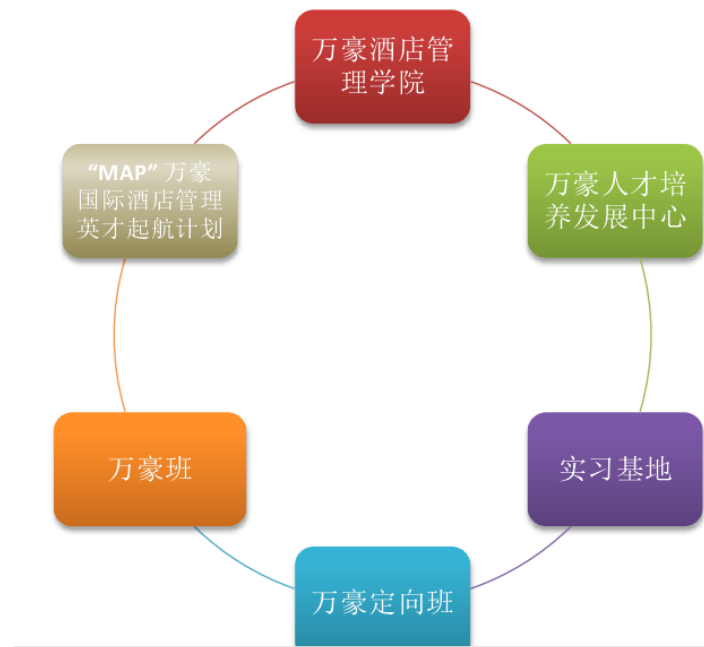 万豪酒店管
理学院
万豪人才培
养发展中心
实习基地
万豪定向班
万豪班
“MAP” 万豪
国际酒店管理
英才起航计划